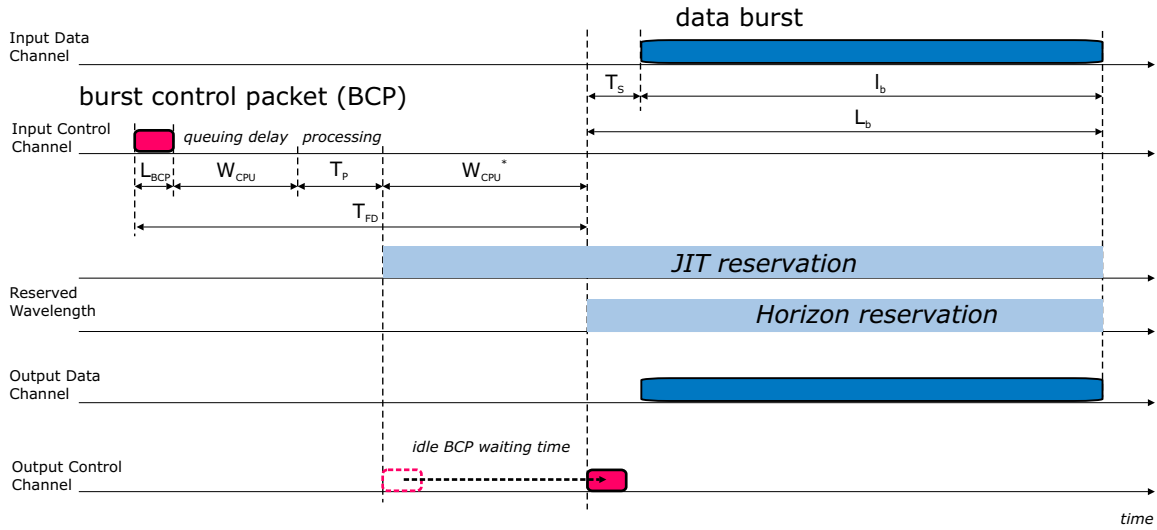 data burst
Input Data
Channel
T_S
l_b
burst control packet (BCP)
L_b
Input Control
Channel
queuing delay
processing
L_BCP
W_CPU
T_P
W_CPU*
T_FD
JIT reservation
Reserved
Wavelength
Horizon reservation
Output Data
Channel
idle BCP waiting time
Output Control
Channel
time